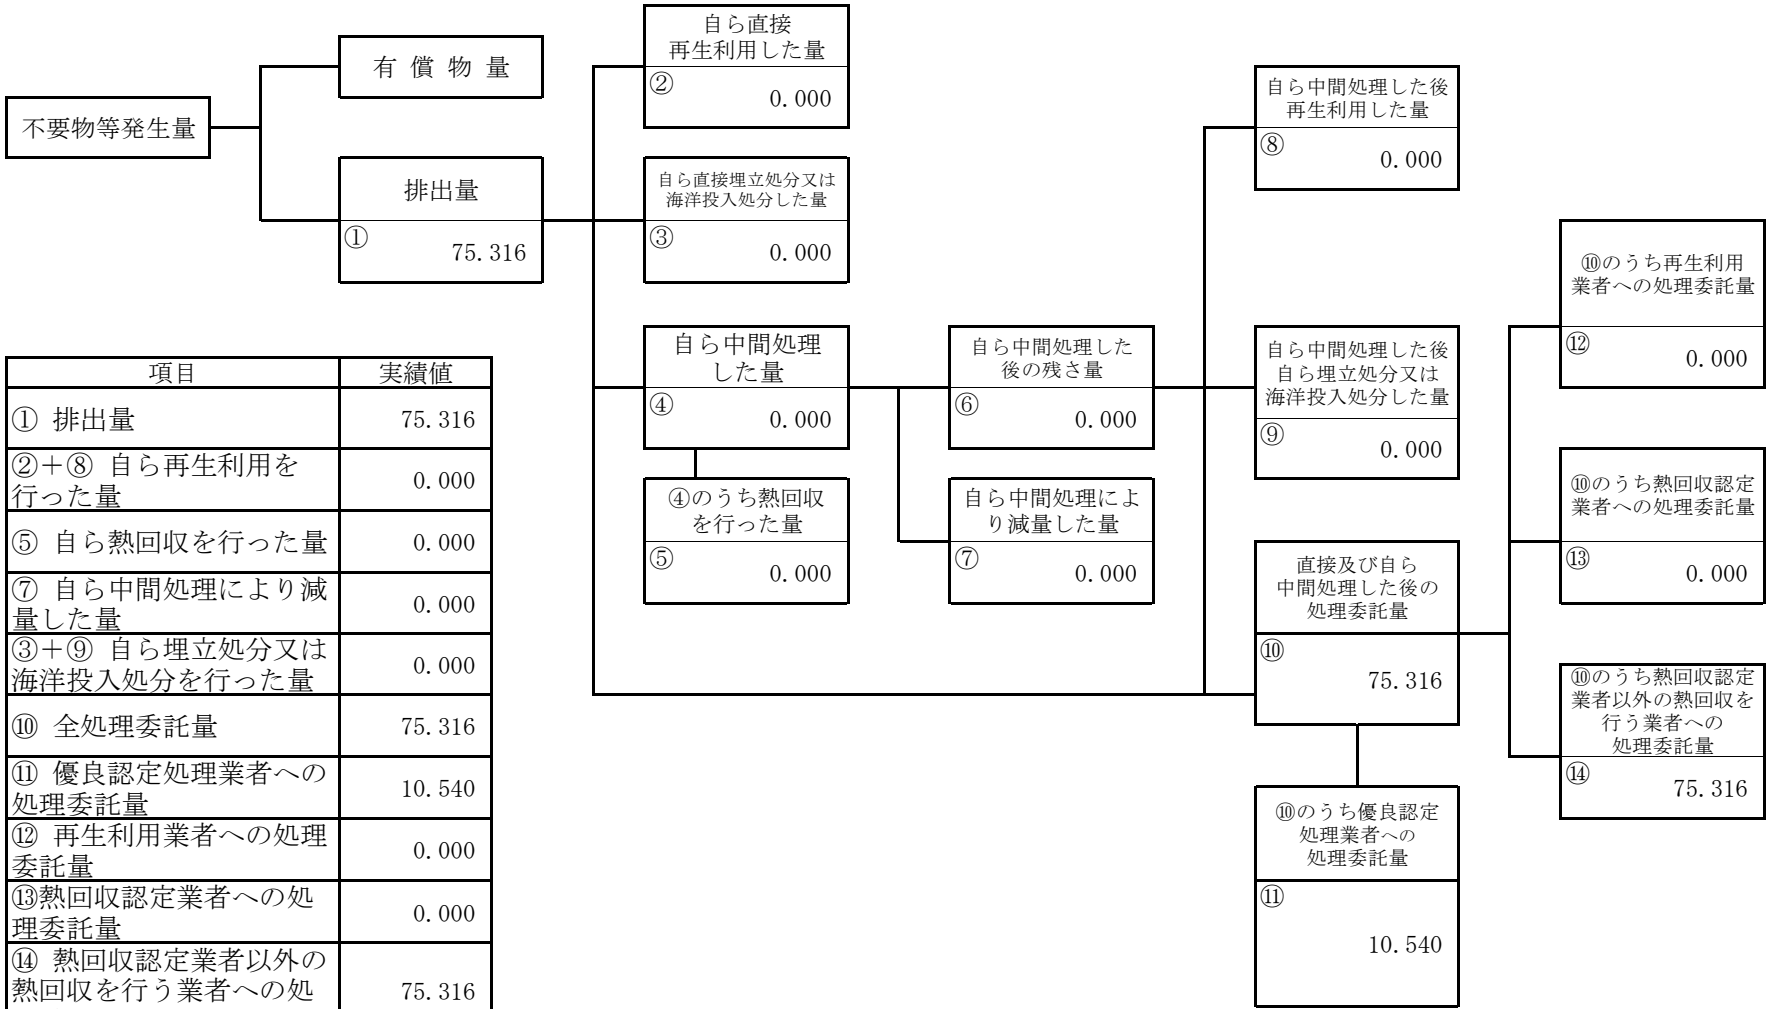 不要物等発生量
有 償 物 量
排出量
①
75.316
自ら直接
再生利用した量
②
0.000
自ら直接埋立処分又は
海洋投入処分した量
③
0.000
自ら中間処理
した量
④
0.000
④のうち熱回収
を行った量
⑤
0.000
自ら中間処理した
後の残さ量
⑥
0.000
自ら中間処理によ
り減量した量
⑦
0.000
自ら中間処理した後
再生利用した量
⑧
0.000
自ら中間処理した後
自ら埋立処分又は
海洋投入処分した量
⑨
0.000
直接及び自ら
中間処理した後の
処理委託量
⑩
75.316
⑩のうち優良認定
処理業者への
処理委託量
⑪
10.540
⑩のうち再生利用
業者への処理委託量
⑫
0.000
⑩のうち熱回収認定
業者への処理委託量
⑬
0.000
⑩のうち熱回収認定
業者以外の熱回収を
行う業者への
処理委託量
⑭
75.316
項目 実績値
① 排出量 75.316
②＋⑧ 自ら再生利用を
行った量 0.000
⑤ 自ら熱回収を行った量 0.000
⑦ 自ら中間処理により減
量した量 0.000
③＋⑨ 自ら埋立処分又は
海洋投入処分を行った量 0.000
⑩ 全処理委託量 75.316
⑪ 優良認定処理業者への
処理委託量 10.540
⑫ 再生利用業者への処理
委託量 0.000
⑬熱回収認定業者への処
理委託量 0.000
⑭ 熱回収認定業者以外の
熱回収を行う業者への処 75.316